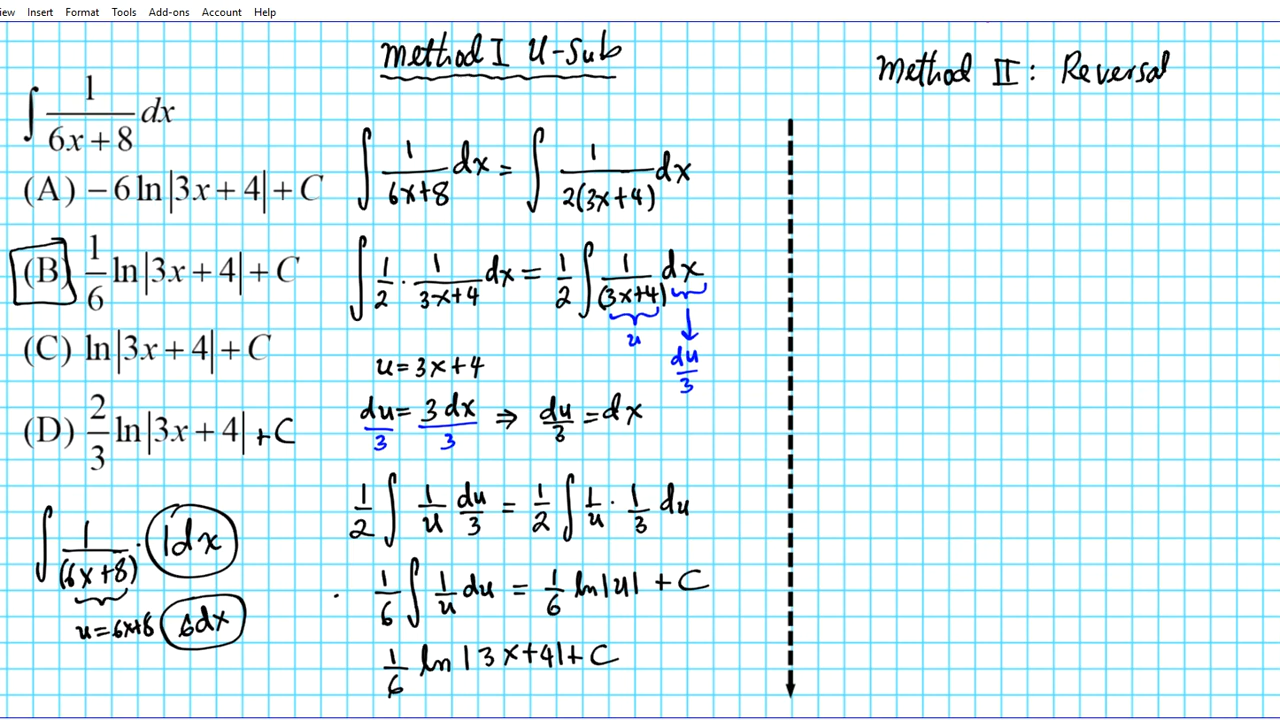 iew Insert Format Tools Add-ons Account Help
∫ 1/(6x + 8) dx
(A) −6 ln|3x + 4| + C
(B) 1/6 ln|3x + 4| + C
(C) ln|3x + 4| + C
(D) 2/3 ln|3x + 4| + C
∫ 1/(6x+8) · 1dx
u=6x+8 6dx
Method I U-Sub
∫ 1/(6x+8) dx = ∫ 1/(2(3x+4)) dx
∫ 1/2 · 1/(3x+4) dx = 1/2 ∫ 1/(3x+4) dx
u du/3
u = 3x+4
du/3 = 3dx/3 ⇒ du/3 = dx
1/2 ∫ 1/u du/3 = 1/2 ∫ 1/u · 1/3 du
1/6 ∫ 1/u du = 1/6 ln|u| + C
1/6 ln|3x+4| + C
Method II : Reversal